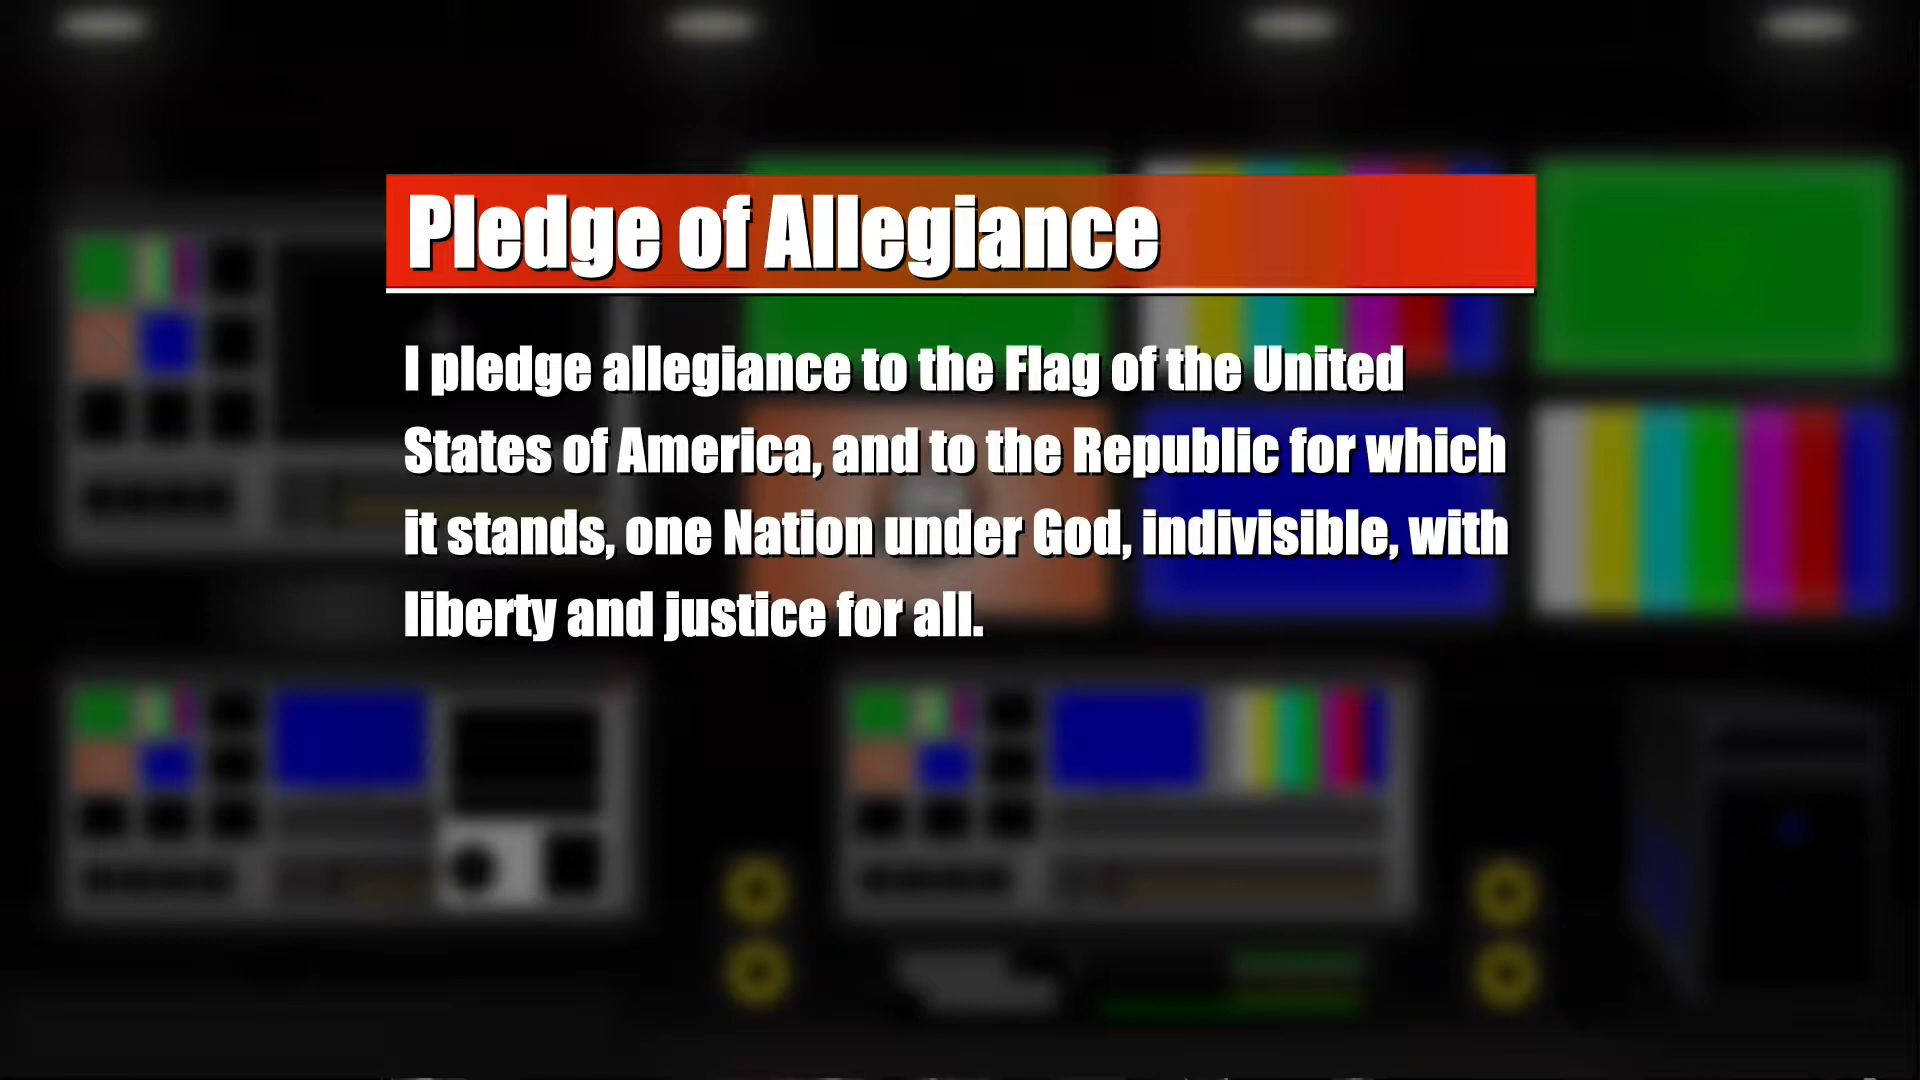 Pledge of Allegiance
I pledge allegiance to the Flag of the United
States of America, and to the Republic for which
it stands, one Nation under God, indivisible, with
liberty and justice for all.